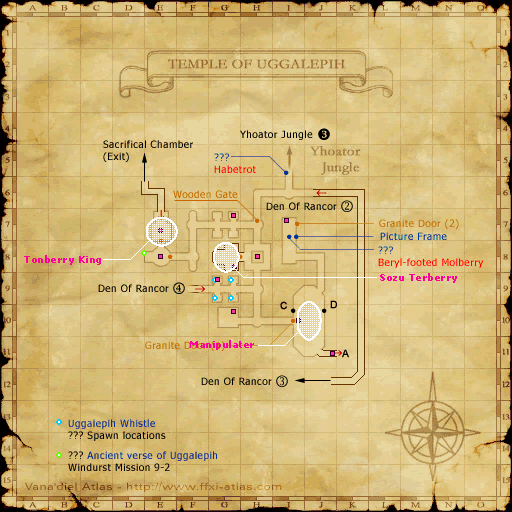 A B C D E F G H I J K L M N O
TEMPLE OF UGGALEPIH
Sacrifical Chamber
(Exit)
Yhoator Jungle ❸
???
Habetrot
Yhoator
Jungle
Wooden Gate
Den Of Rancor ②
Granite Door (2)
Picture Frame
???
Beryl-footed Molberry
Tonberry King
Sozu Terberry
Den Of Rancor ④
C
D
Granite Do
Manipulater
A
Den Of Rancor ③
Uggalepih Whistle
??? Spawn locations
??? Ancient verse of Uggalepih
Windurst Mission 9-2
Vana'diel Atlas - http://www.ffxi-atlas.com